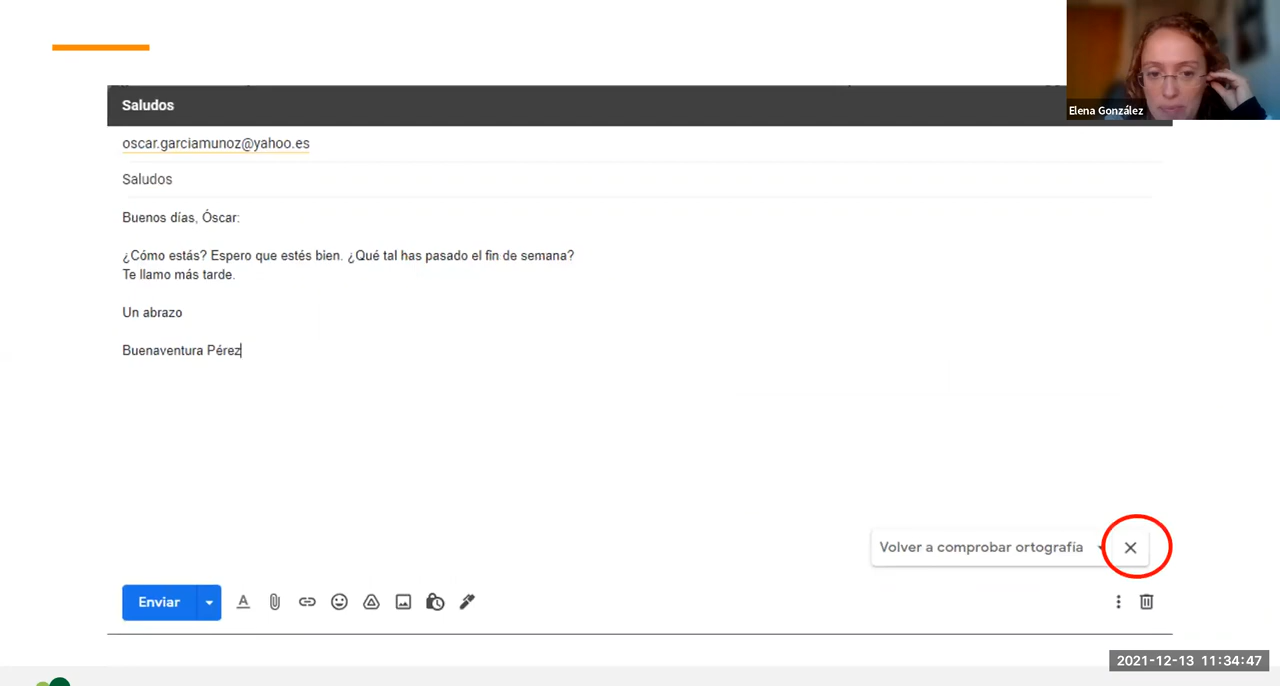 Elena González
Saludos
oscar.garciamunoz@yahoo.es
Saludos
Buenos días, Óscar:
¿Cómo estás? Espero que estés bien. ¿Qué tal has pasado el fin de semana?
Te llamo más tarde.
Un abrazo
Buenaventura Pérez
Volver a comprobar ortografía
Enviar
2021-12-13 11:34:47